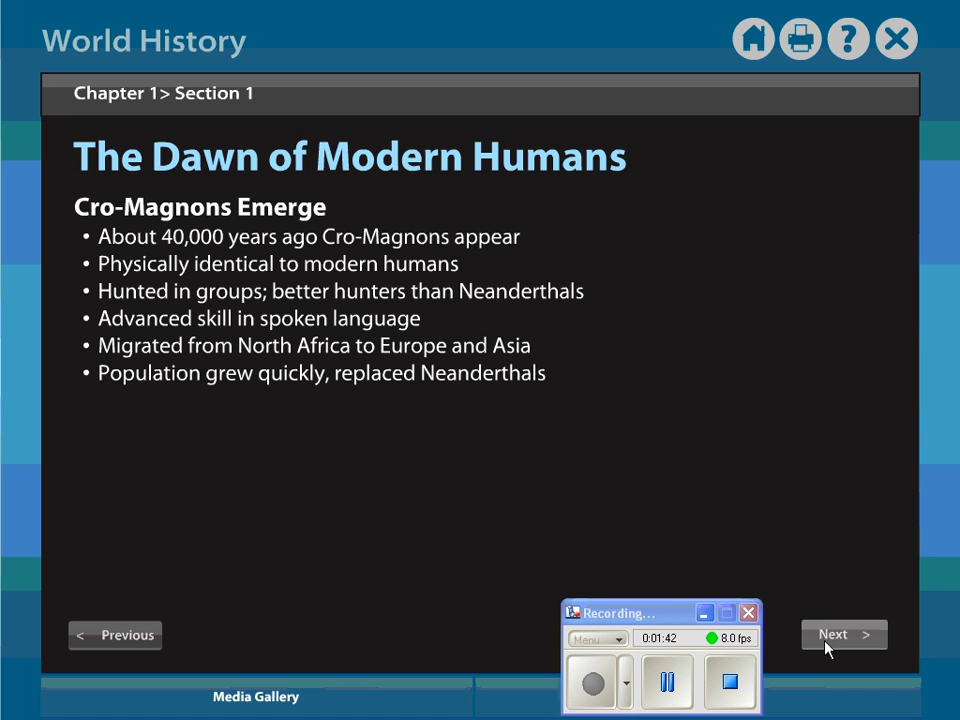 World History
?
Chapter 1> Section 1
The Dawn of Modern Humans
Cro-Magnons Emerge
• About 40,000 years ago Cro-Magnons appear
• Physically identical to modern humans
• Hunted in groups; better hunters than Neanderthals
• Advanced skill in spoken language
• Migrated from North Africa to Europe and Asia
• Population grew quickly, replaced Neanderthals
Recording...
< Previous
Menu
0:01:42
8.0 fps
Next >
Media Gallery